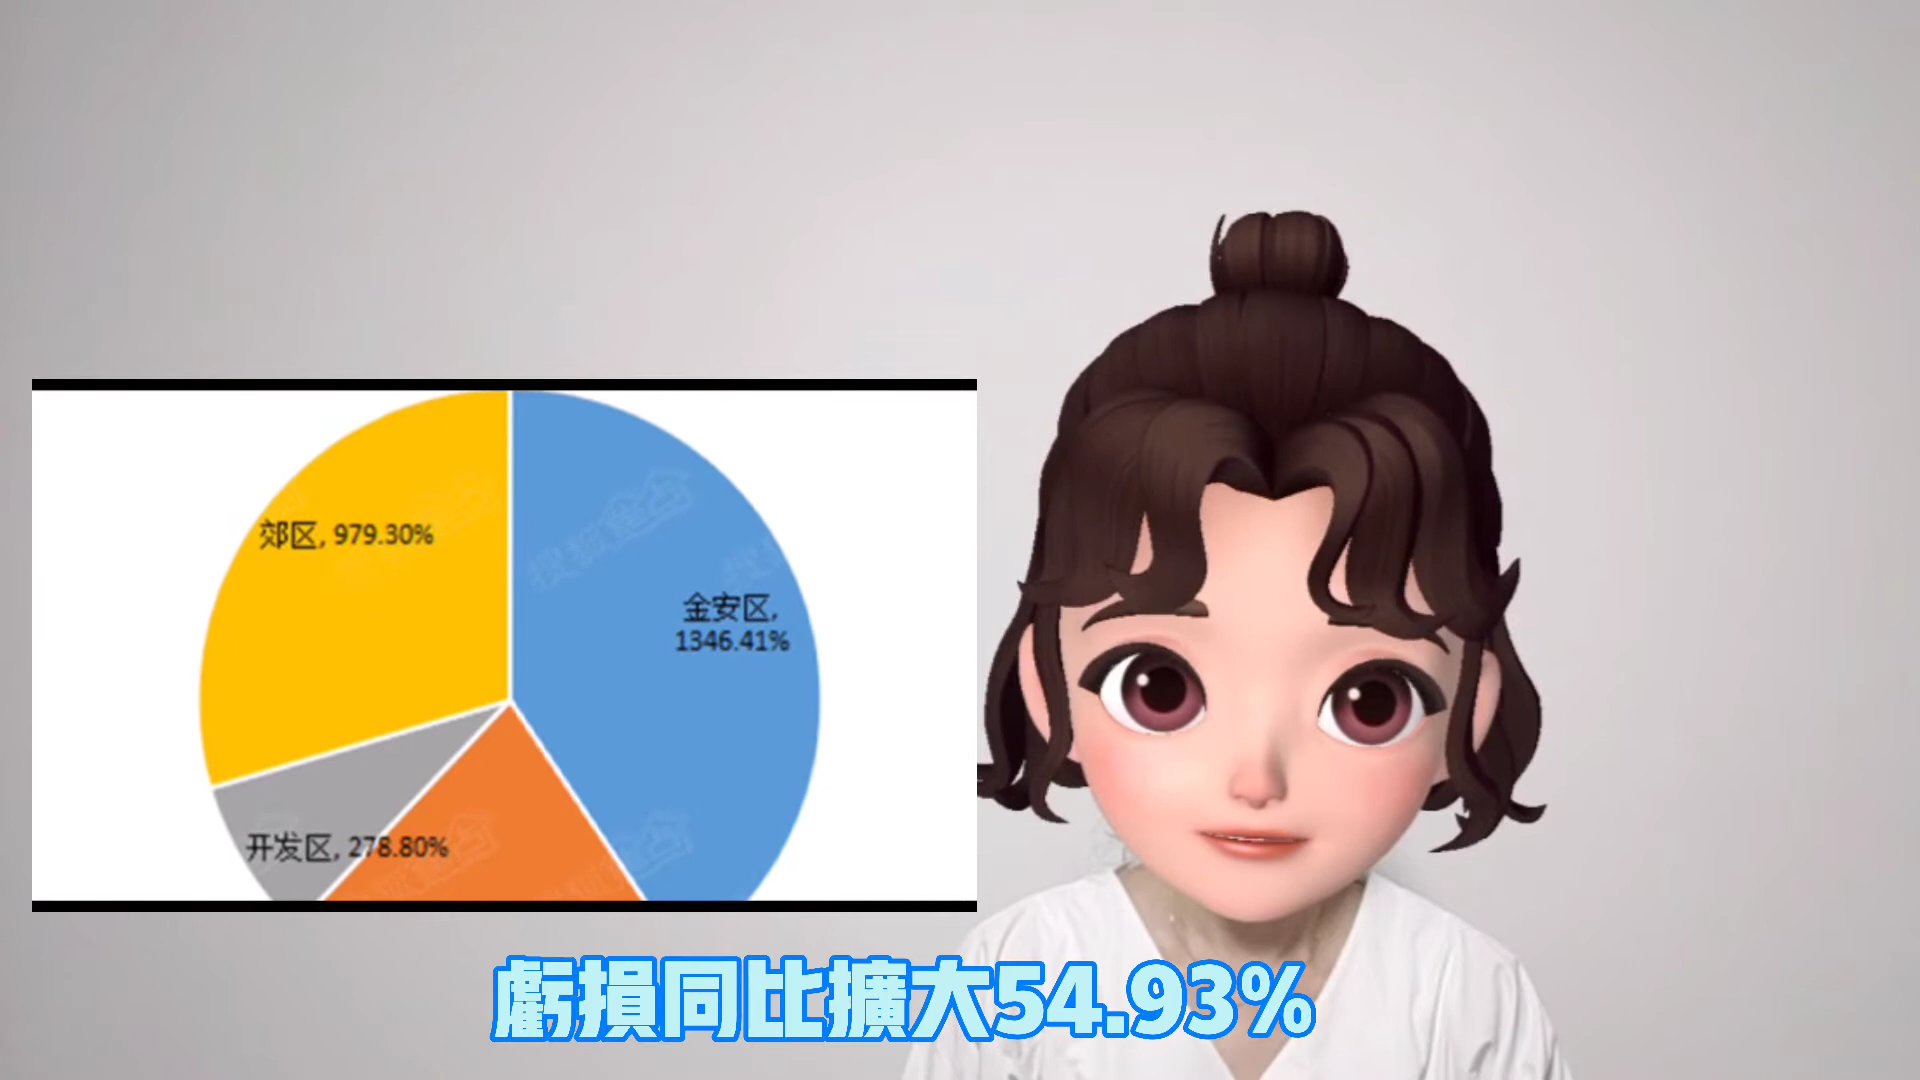 郊区, 979.30%
金安区,
1346.41%
开发区, 278.80%
虧損同比擴大54.93%